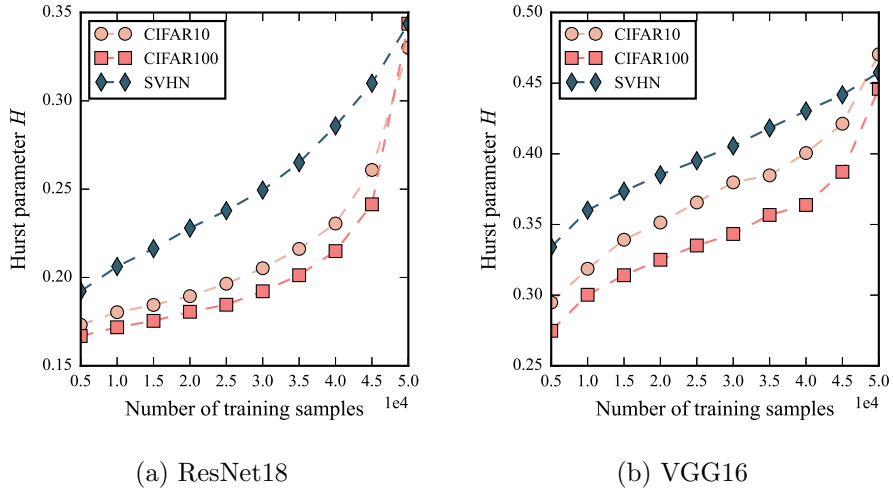 0.35
0.30
0.25
0.20
0.15
Hurst parameter H
CIFAR10
CIFAR100
SVHN
0.5 1.0 1.5 2.0 2.5 3.0 3.5 4.0 4.5 5.0
1e4
Number of training samples
(a) ResNet18
0.50
0.45
0.40
0.35
0.30
0.25
Hurst parameter H
CIFAR10
CIFAR100
SVHN
0.5 1.0 1.5 2.0 2.5 3.0 3.5 4.0 4.5 5.0
1e4
Number of training samples
(b) VGG16